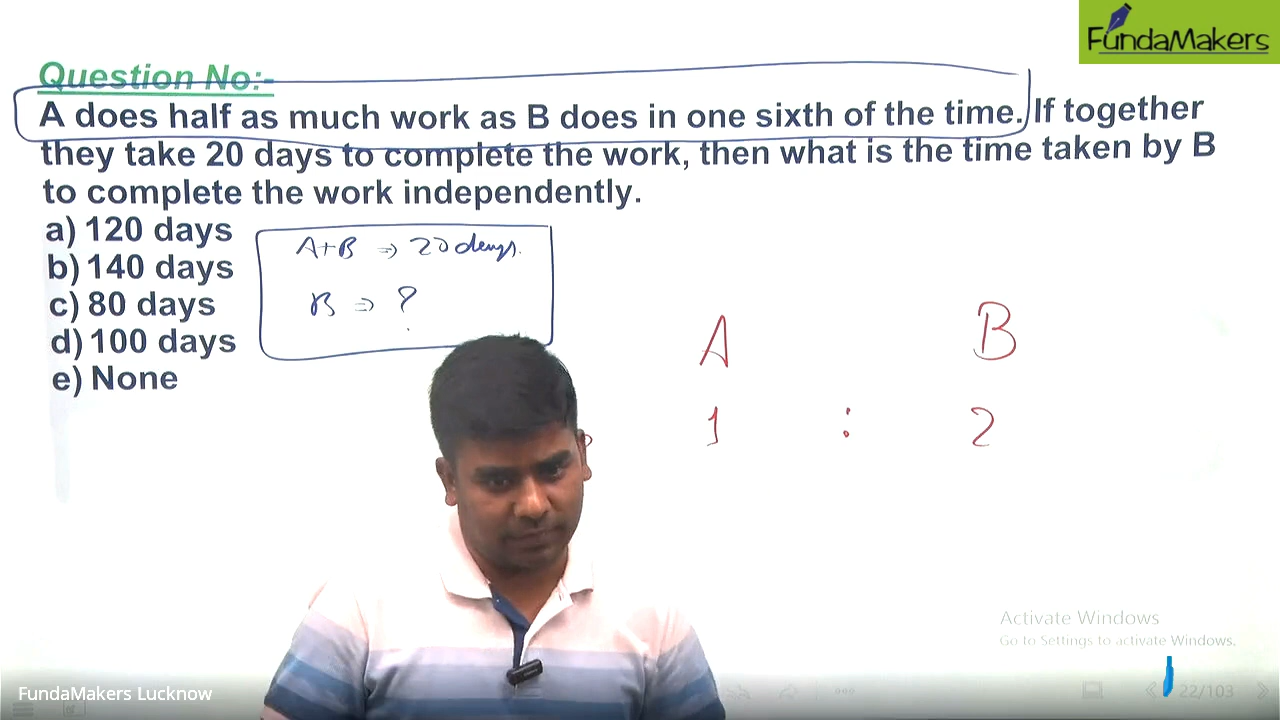 FundaMakers
Question No:-
A does half as much work as B does in one sixth of the time. If together
they take 20 days to complete the work, then what is the time taken by B
to complete the work independently.
a) 120 days
b) 140 days
c) 80 days
d) 100 days
e) None
A+B ⇒ 20 days.
B ⇒ ?
A B
1 : 2
Activate Windows
Go to Settings to activate Windows.
FundaMakers Lucknow
22/103